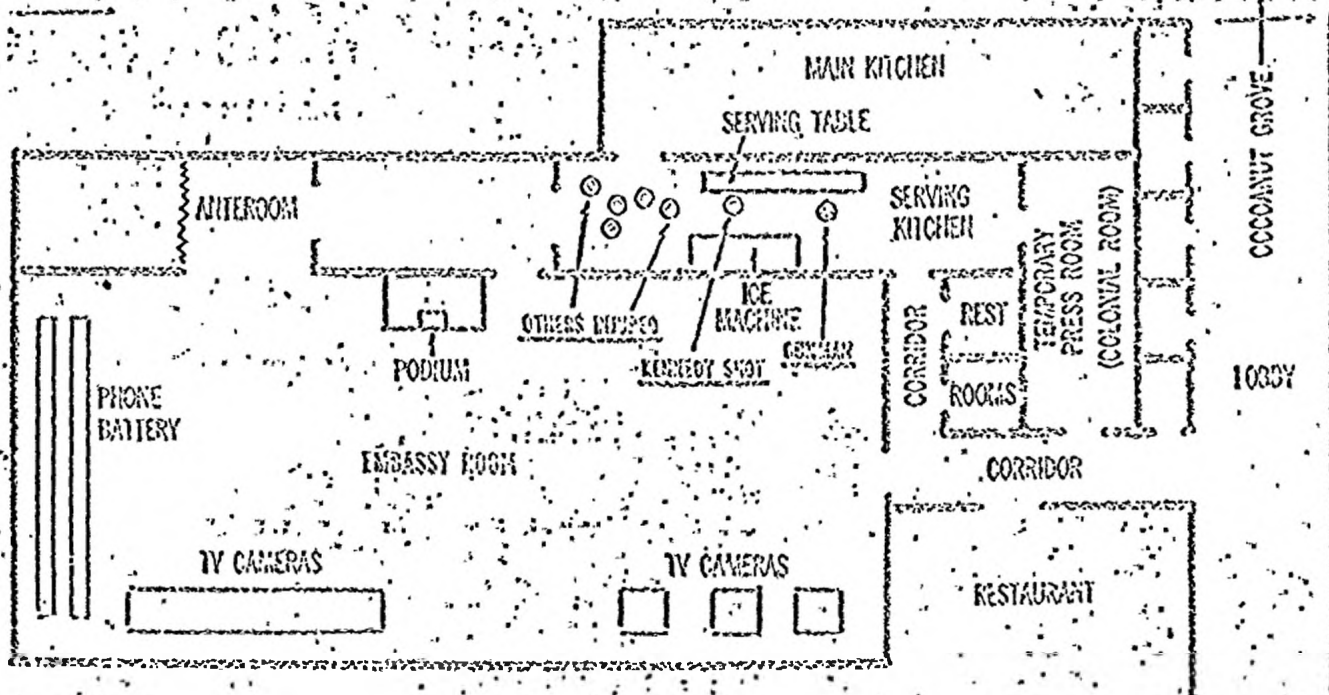 MAIN KITCHEN
SERVING TABLE
ANTEROOM
SERVING
KITCHEN
TEMPORARY
PRESS ROOM
(COLONIAL ROOM)
COCOANUT GROVE
OTHERS
ICE
MACHINE
KENNEDY SHOT
GUNMAN
PODIUM
CORRIDOR
REST
ROOMS
LOBBY
PHONE
BATTERY
EMBASSY ROOM
CORRIDOR
TV CAMERAS
TV CAMERAS
RESTAURANT